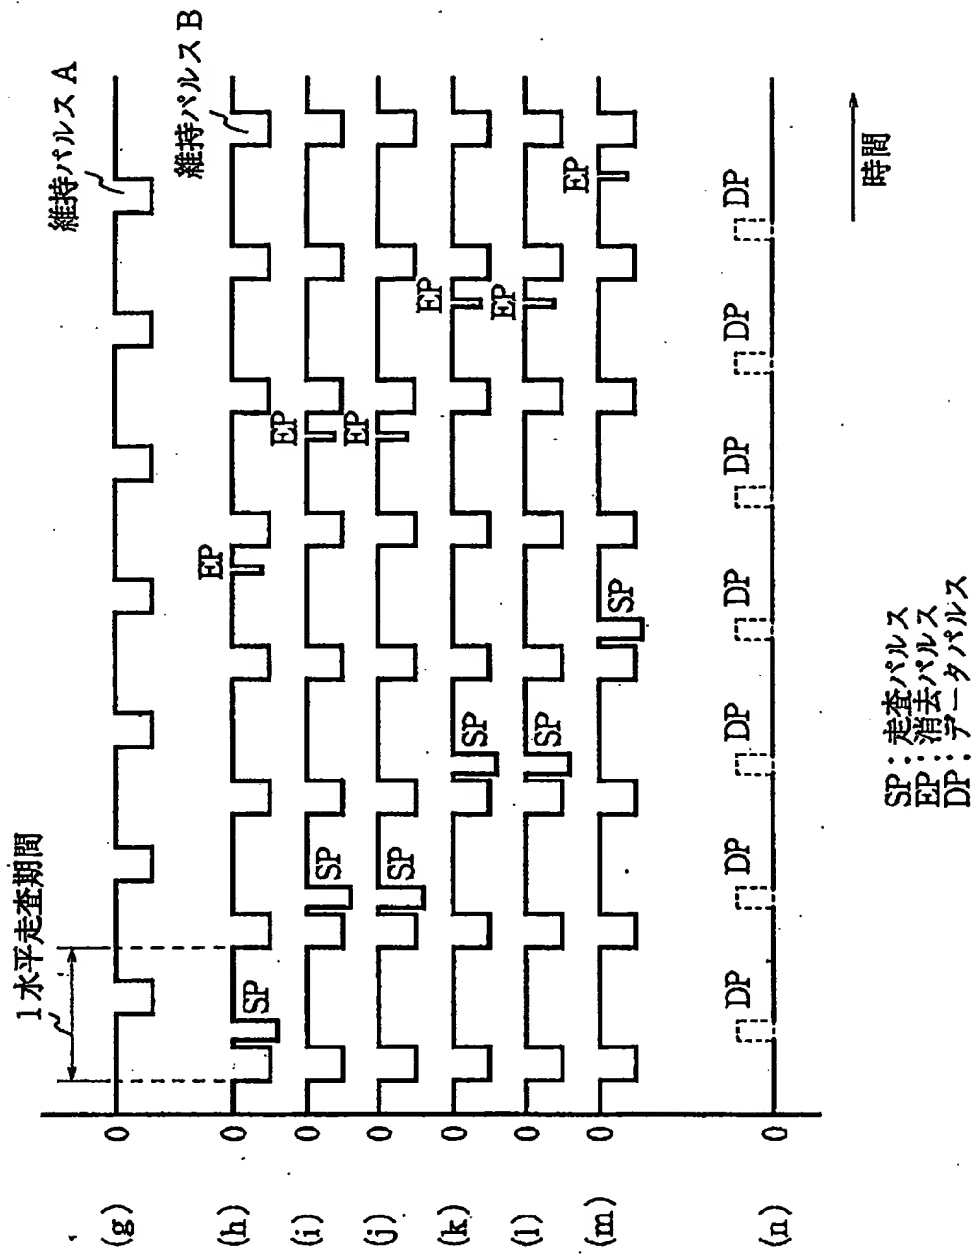 1水平走査期間
維持パルスA
(g) 0
維持パルスB
(h) 0 SP EP
(i) 0 SP EP
(j) 0 SP EP
(k) 0 SP EP
(l) 0 SP EP
(m) 0 SP EP
(n) 0 DP DP DP DP DP DP DP
時間
SP：走査パルス
EP：消去パルス
DP：データパルス